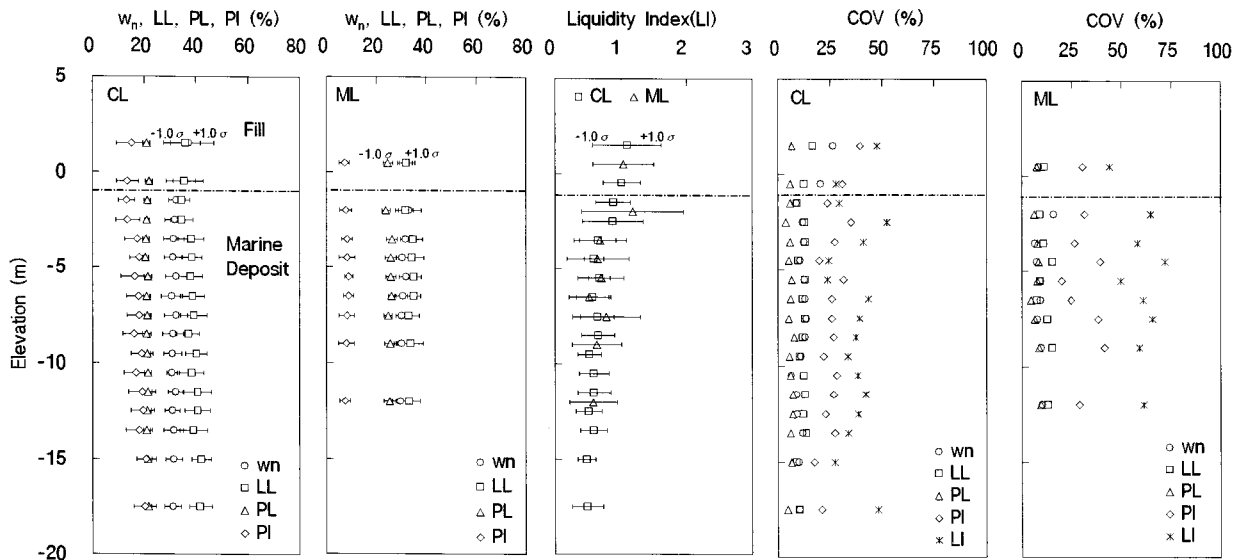 wn, LL, PL, PI (%)
0 20 40 60 80
wn, LL, PL, PI (%)
0 20 40 60 80
Liquidity Index(LI)
0 1 2 3
COV (%)
0 25 50 75 100
COV (%)
0 25 50 75 100
Elevation (m)
5
0
-5
-10
-15
-20
CL
Fill
-1.0 σ +1.0 σ
Marine
Deposit
wn
LL
PL
PI
ML
-1.0 σ +1.0 σ
wn
LL
PL
PI
CL ML
-1.0 σ +1.0 σ
CL
wn
LL
PL
PI
LI
ML
wn
LL
PL
PI
LI